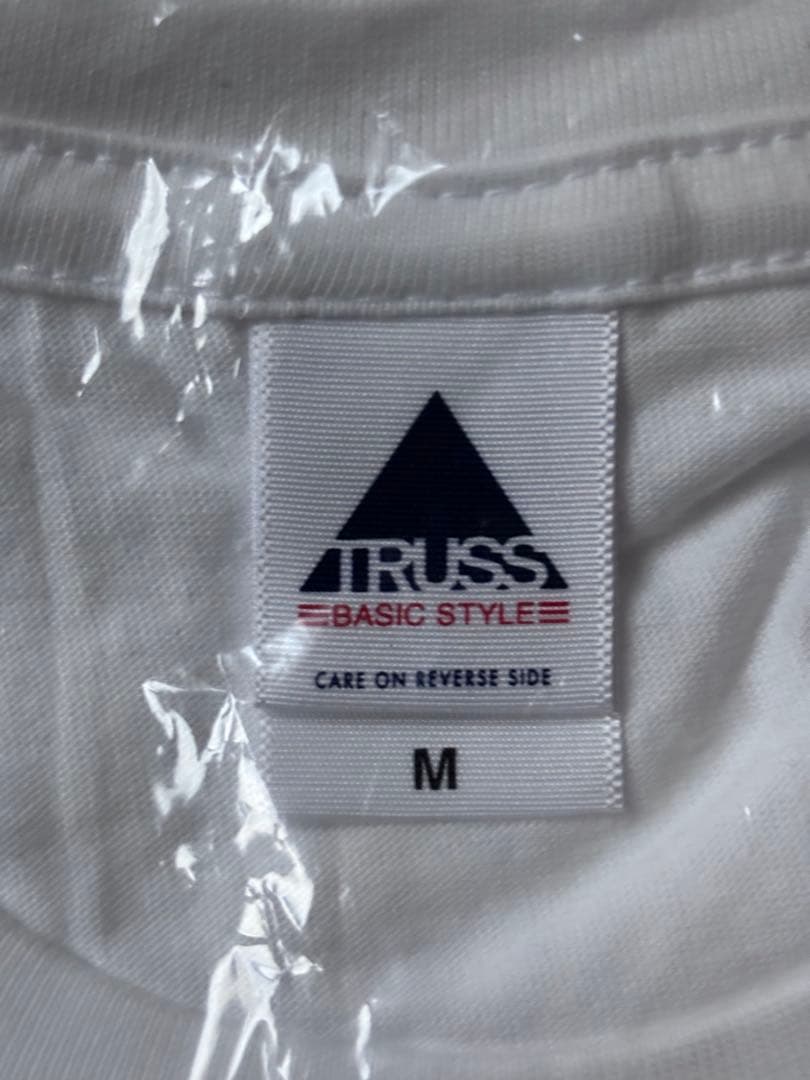 TRUSS
BASIC STYLE
CARE ON REVERSE SIDE
M